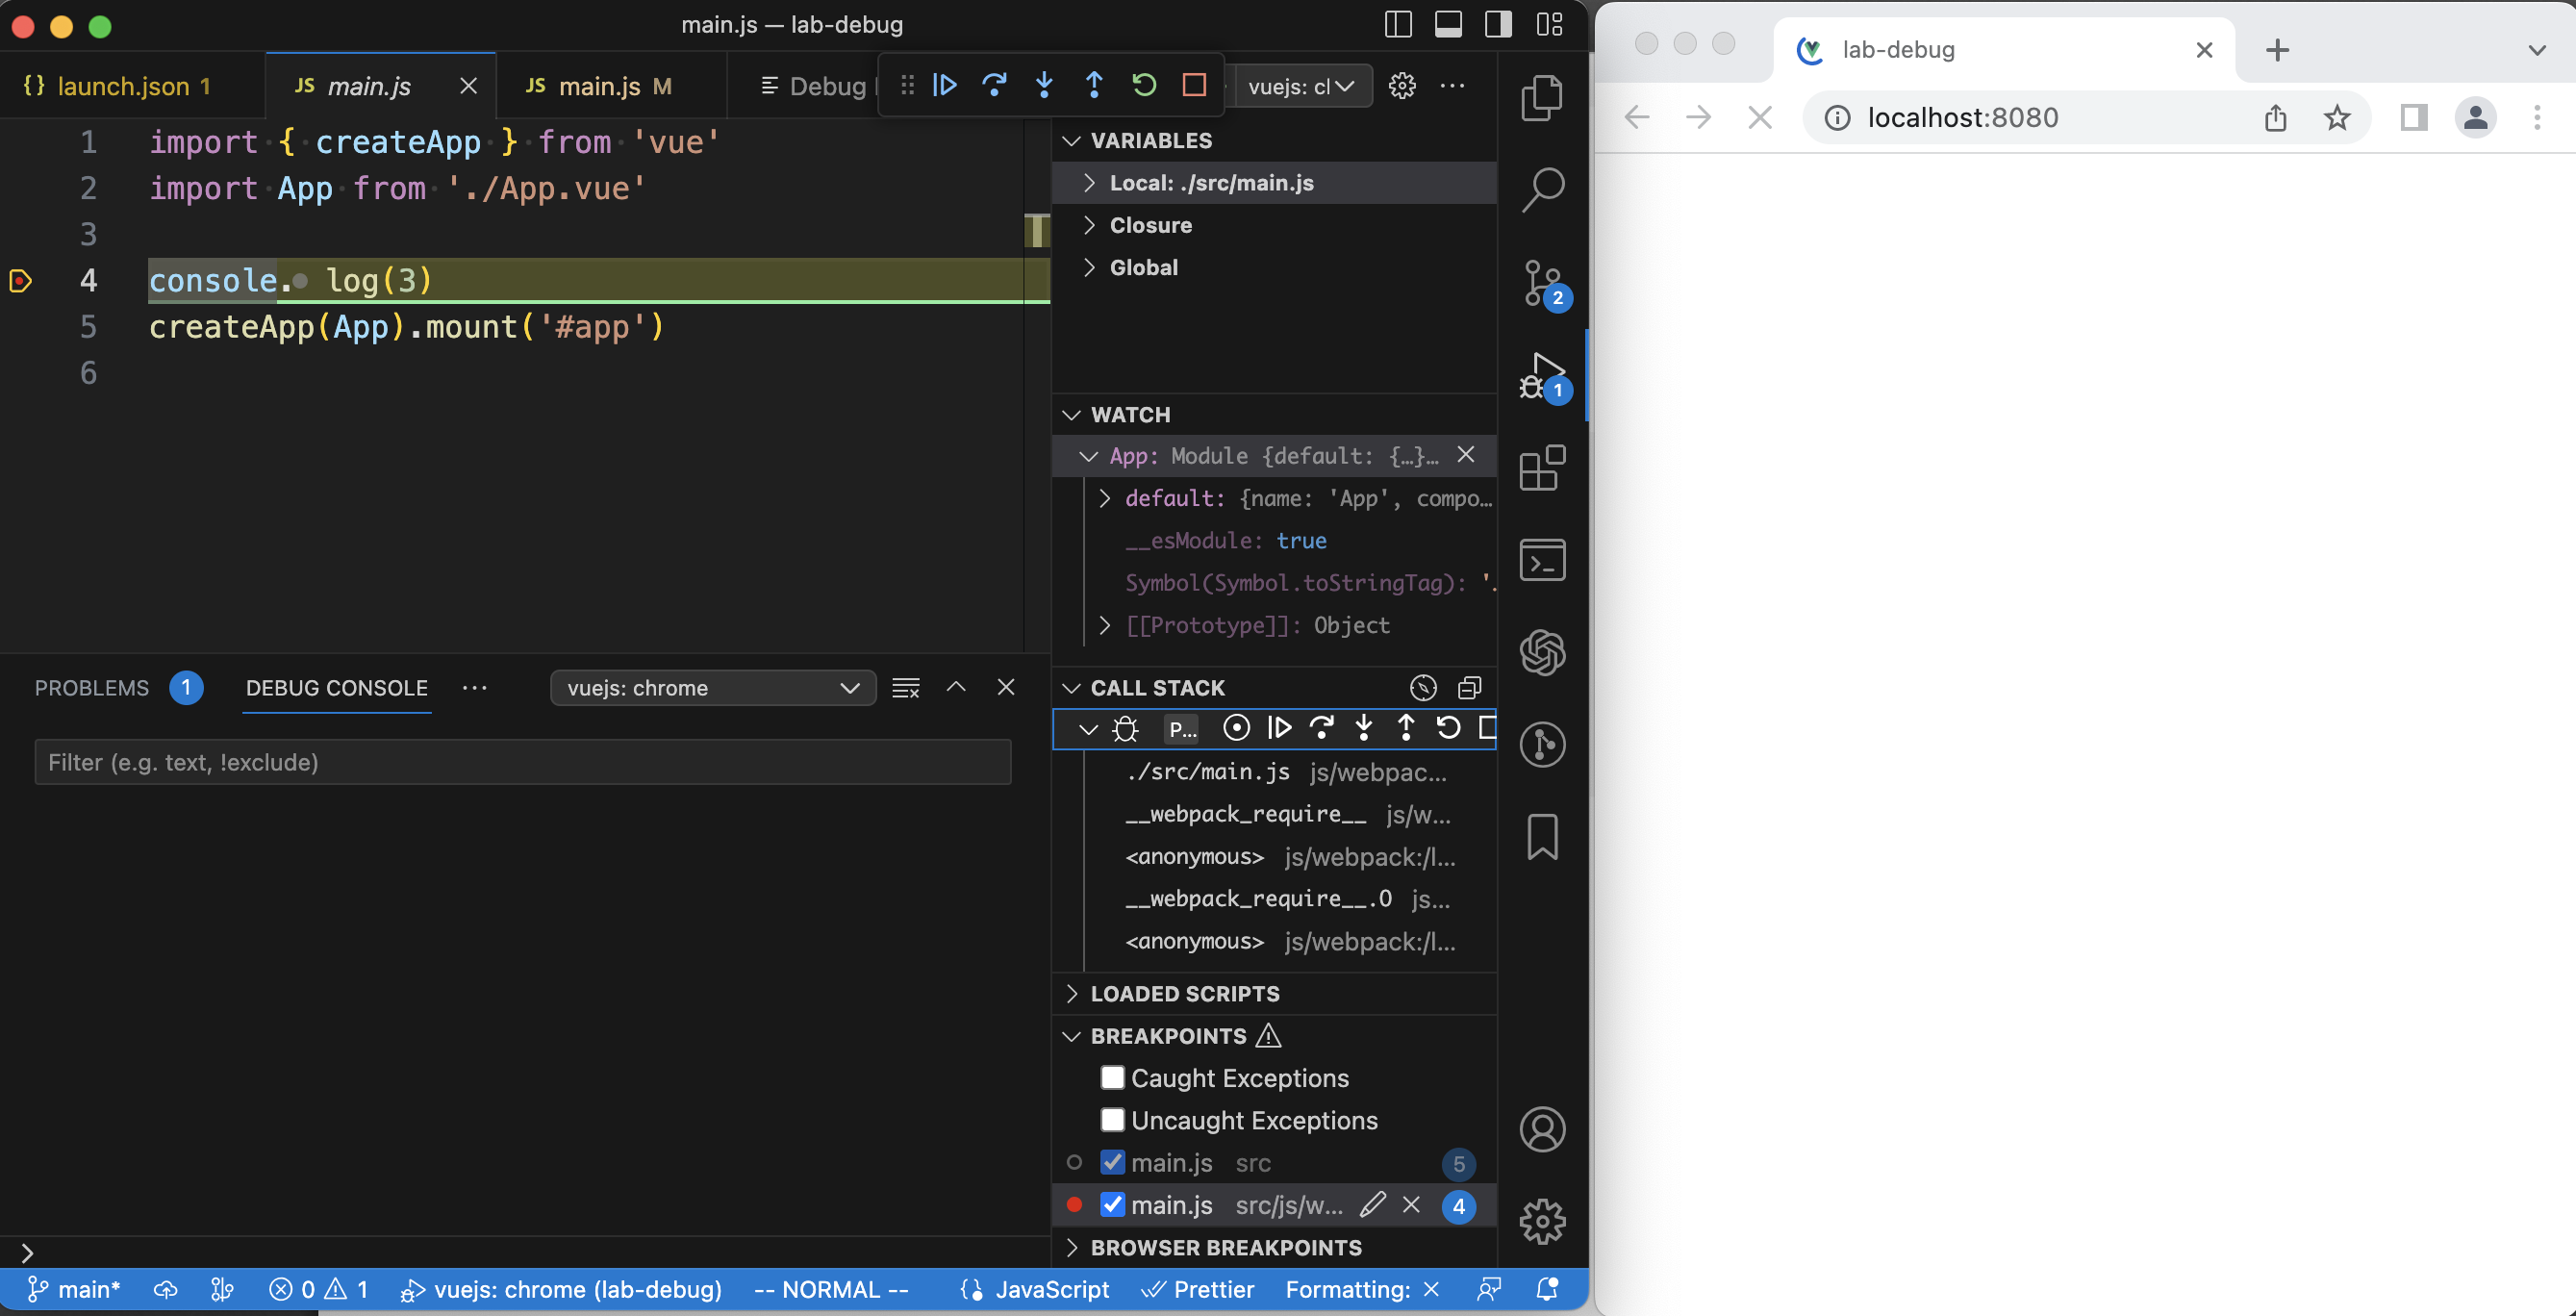 main.js — lab-debug
launch.json 1
JS main.js
JS main.js M
Debug
vuejs: cl
1 import { createApp } from 'vue'
2 import App from './App.vue'
3
4 console. log(3)
5 createApp(App).mount('#app')
6
VARIABLES
Local: ./src/main.js
Closure
Global
WATCH
App: Module {default: {…}…
default: {name: 'App', compo…
__esModule: true
Symbol(Symbol.toStringTag): '.
[[Prototype]]: Object
CALL STACK
P…
./src/main.js js/webpac...
__webpack_require__ js/w...
<anonymous> js/webpack:/l...
__webpack_require__.O js...
<anonymous> js/webpack:/l...
LOADED SCRIPTS
BREAKPOINTS
Caught Exceptions
Uncaught Exceptions
main.js src 5
main.js src/js/w... 4
BROWSER BREAKPOINTS
PROBLEMS 1 DEBUG CONSOLE ··· vuejs: chrome
Filter (e.g. text, !exclude)
2
1
main* 0 1 vuejs: chrome (lab-debug) -- NORMAL -- JavaScript Prettier Formatting: ×
lab-debug
localhost:8080